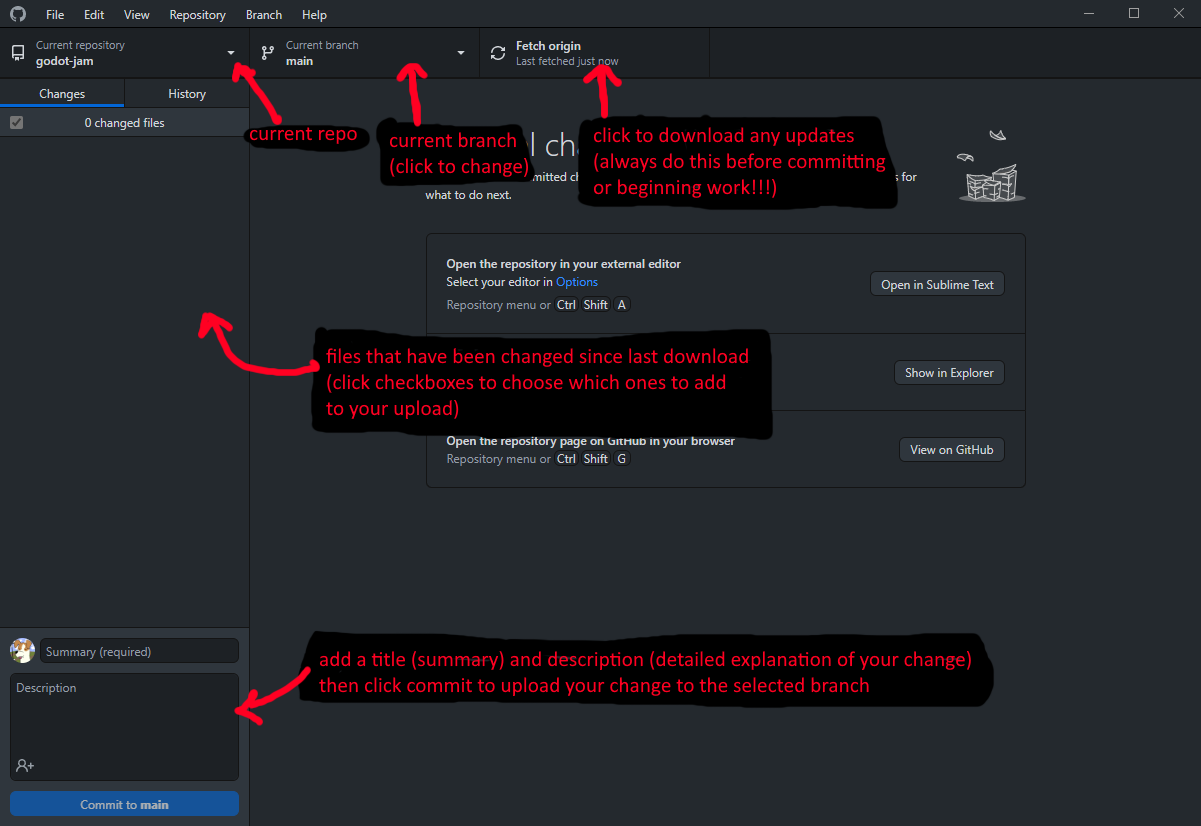 File Edit View Repository Branch Help
Current repository
godot-jam
Current branch
main
Fetch origin
Last fetched just now
Changes
History
0 changed files
current repo
current branch
(click to change)
click to download any updates
(always do this before committing
or beginning work!!!)
for
what to do next.
Open the repository in your external editor
Select your editor in Options
Repository menu or Ctrl Shift A
Open in Sublime Text
files that have been changed since last download
(click checkboxes to choose which ones to add
to your upload)
Show in Explorer
Open the repository page on GitHub in your browser
Repository menu or Ctrl Shift G
View on GitHub
Summary (required)
Description
add a title (summary) and description (detailed explanation of your change)
then click commit to upload your change to the selected branch
Commit to main